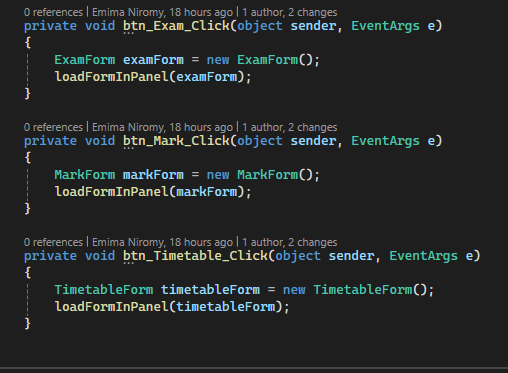 0 references | Emima Niromy, 18 hours ago | 1 author, 2 changes
private void btn_Exam_Click(object sender, EventArgs e)
{
ExamForm examForm = new ExamForm();
loadFormInPanel(examForm);
}
0 references | Emima Niromy, 18 hours ago | 1 author, 2 changes
private void btn_Mark_Click(object sender, EventArgs e)
{
MarkForm markForm = new MarkForm();
loadFormInPanel(markForm);
}
0 references | Emima Niromy, 18 hours ago | 1 author, 2 changes
private void btn_Timetable_Click(object sender, EventArgs e)
{
TimetableForm timetableForm = new TimetableForm();
loadFormInPanel(timetableForm);
}